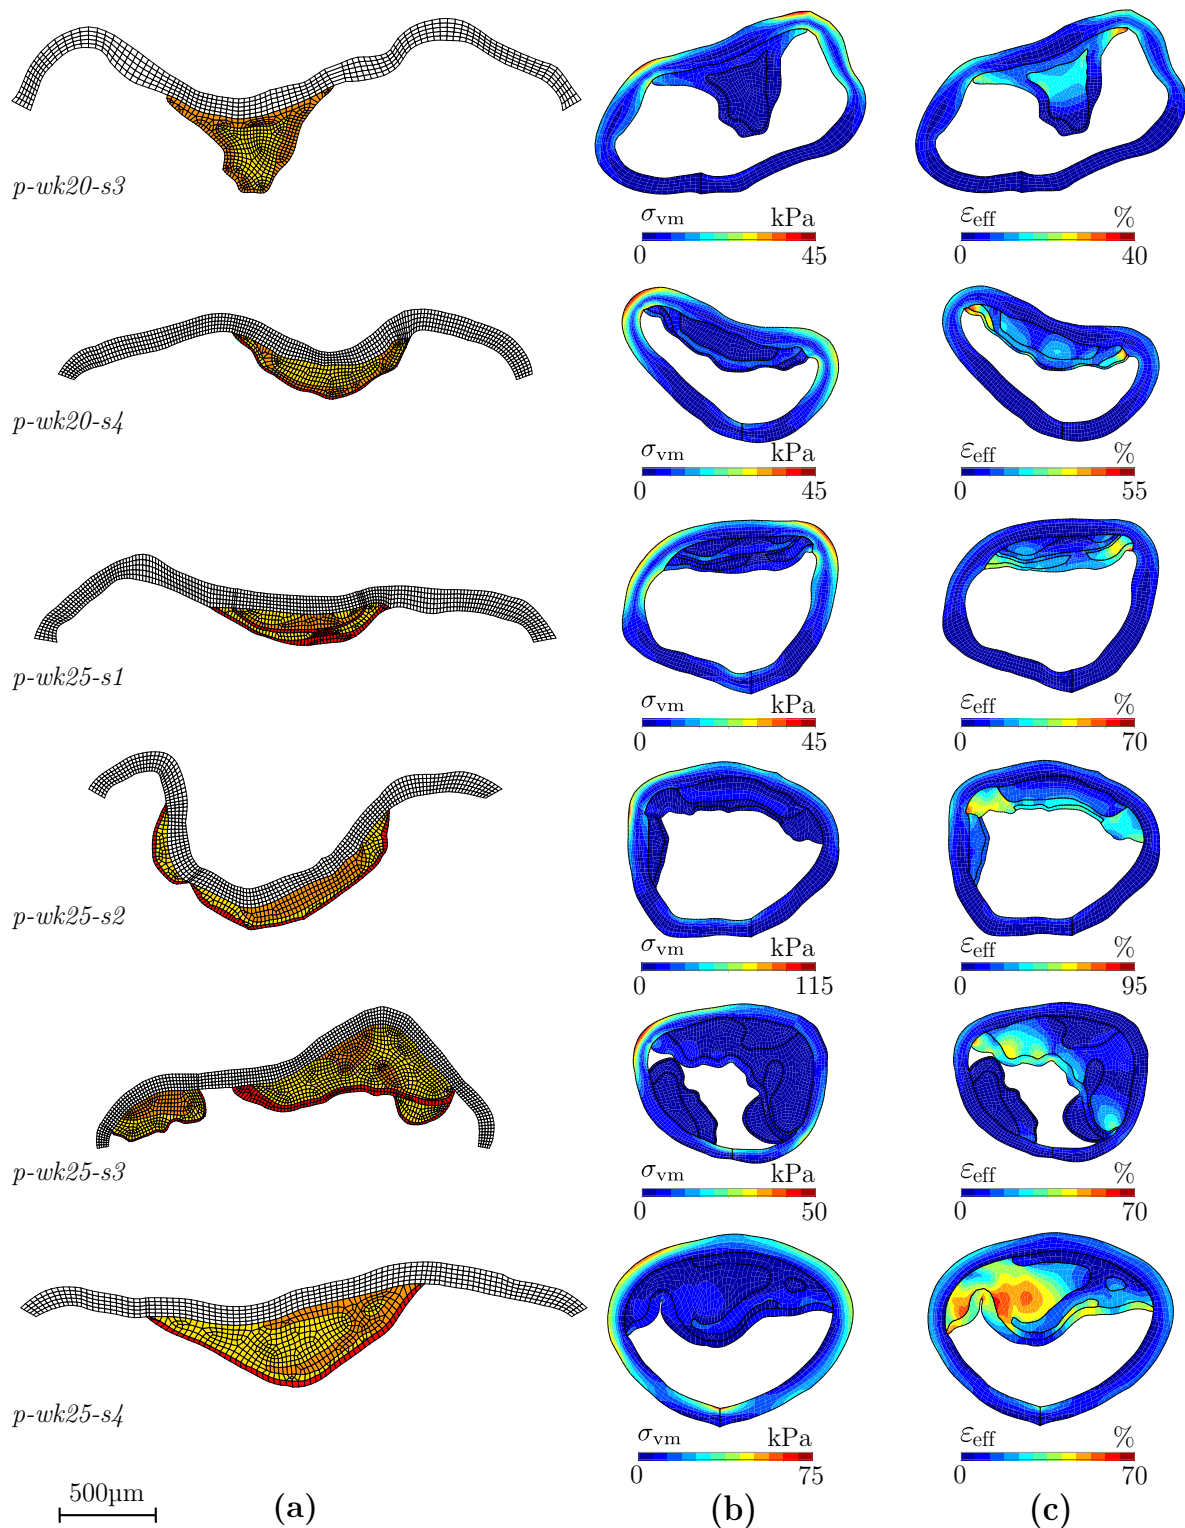 p-wk20-s3
σvm kPa
0 45
εeff %
0 40
p-wk20-s4
σvm kPa
0 45
εeff %
0 55
p-wk25-s1
σvm kPa
0 45
εeff %
0 70
p-wk25-s2
σvm kPa
0 115
εeff %
0 95
p-wk25-s3
σvm kPa
0 50
εeff %
0 70
p-wk25-s4
σvm kPa
0 75
εeff %
0 70
500µm
(a) (b) (c)